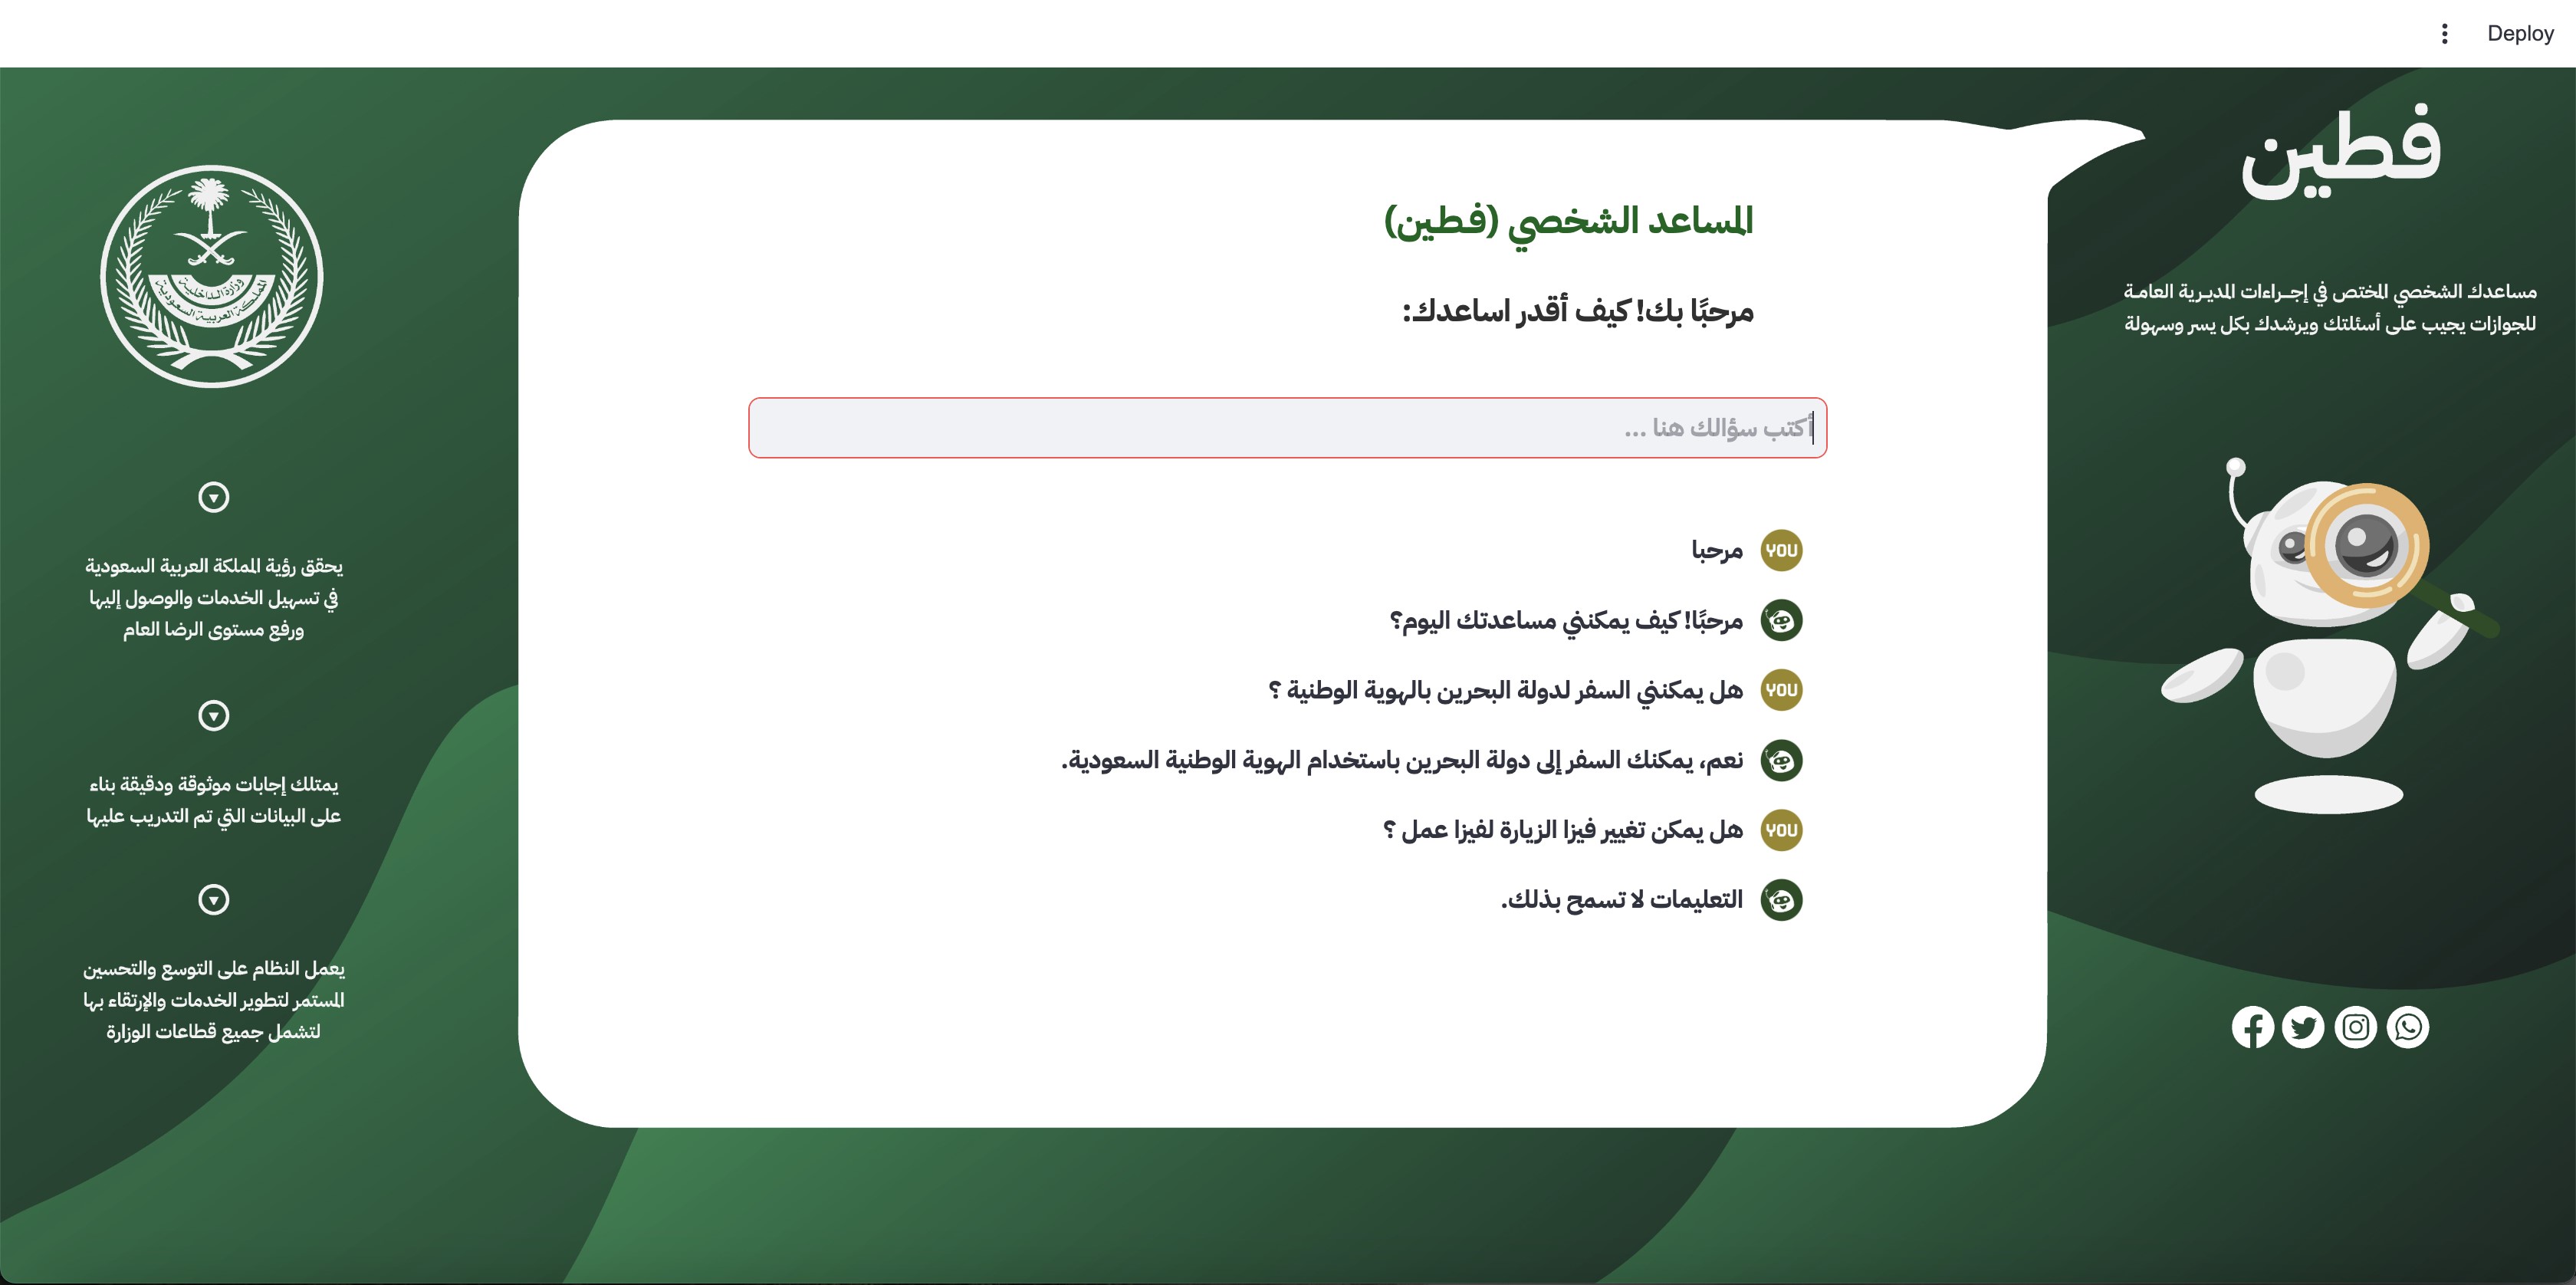 Deploy
فطين
مساعدك الشخصي المختص في إجـراءات المديـرية العامـة
للجوازات يجيب على أسئلتك ويرشدك بكل يسر وسهولة
المساعد الشخصي (فطين)
مرحبًا بك! كيف أقدر اساعدك:
أكتب سؤالك هنا ...
YOU مرحبا
مرحبًا! كيف يمكنني مساعدتك اليوم؟
YOU هل يمكنني السفر لدولة البحرين بالهوية الوطنية ؟
نعم، يمكنك السفر إلى دولة البحرين باستخدام الهوية الوطنية السعودية.
YOU هل يمكن تغيير فيزا الزيارة لفيزا عمل ؟
التعليمات لا تسمح بذلك.
وزارة الداخلية
المملكة العربية السعودية
يحقق رؤية المملكة العربية السعودية
في تسهيل الخدمات والوصول إليها
ورفع مستوى الرضا العام
يمتلك إجابات موثوقة ودقيقة بناء
على البيانات التي تم التدريب عليها
يعمل النظام على التوسع والتحسين
المستمر لتطوير الخدمات والإرتقاء بها
لتشمل جميع قطاعات الوزارة